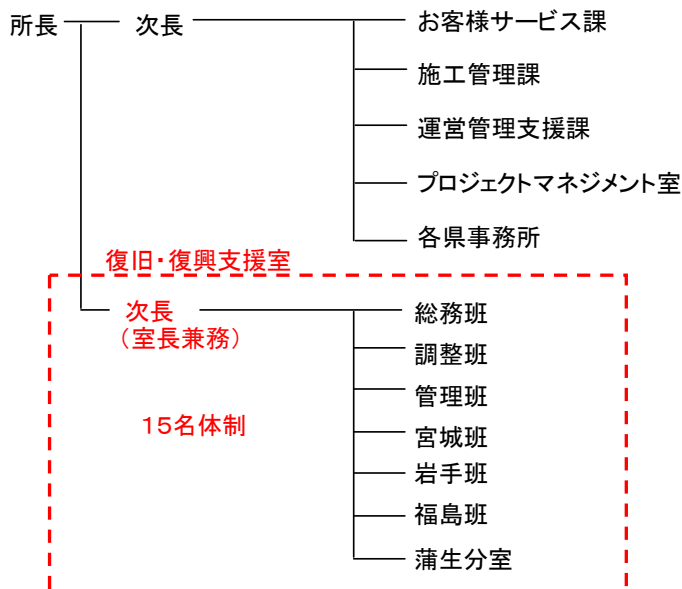 所長
次長
お客様サービス課
施工管理課
運営管理支援課
プロジェクトマネジメント室
各県事務所
復旧・復興支援室
次長
（室長兼務）
15名体制
総務班
調整班
管理班
宮城班
岩手班
福島班
蒲生分室